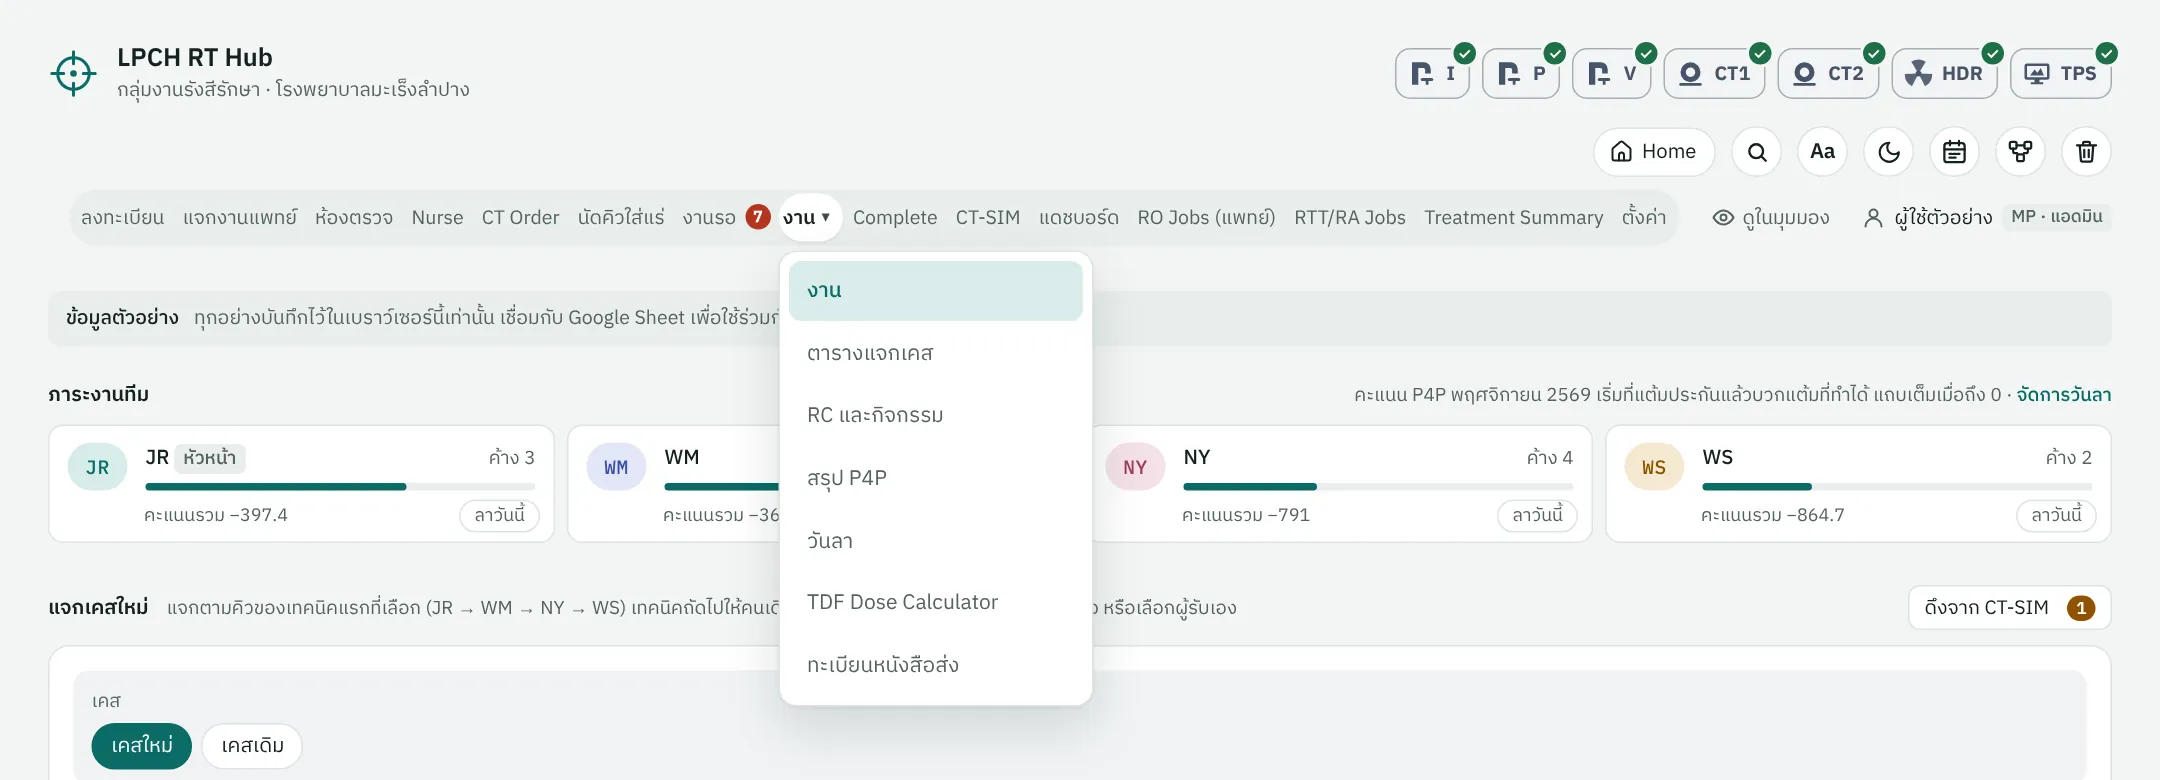 LPCH RT Hub
กลุ่มงานรังสีรักษา · โรงพยาบาลมะเร็งลำปาง
I P V CT1 CT2 HDR TPS
Home Aa
ลงทะเบียน แจกงานแพทย์ ห้องตรวจ Nurse CT Order นัดคิวใส่แร่ งานรอ 7 งาน ▾ Complete CT-SIM แดชบอร์ด RO Jobs (แพทย์) RTT/RA Jobs Treatment Summary ตั้งค่า ดูในมุมมอง ผู้ใช้ตัวอย่าง MP · แอดมิน
งาน
ตารางแจกเคส
RC และกิจกรรม
สรุป P4P
วันลา
TDF Dose Calculator
ทะเบียนหนังสือส่ง
ข้อมูลตัวอย่าง ทุกอย่างบันทึกไว้ในเบราว์เซอร์นี้เท่านั้น เชื่อมกับ Google Sheet เพื่อใช้ร่วม
ภาระงานทีม คะแนน P4P พฤศจิกายน 2569 เริ่มที่แต้มประกันแล้วบวกแต้มที่ทำได้ แถบเต็มเมื่อถึง 0 · จัดการวันลา
JR JR หัวหน้า ค้าง 3
คะแนนรวม −397.4 ลาวันนี้
WM WM
คะแนนรวม −36
NY NY ค้าง 4
คะแนนรวม −791 ลาวันนี้
WS WS ค้าง 2
คะแนนรวม −864.7 ลาวันนี้
แจกเคสใหม่ แจกตามคิวของเทคนิคแรกที่เลือก (JR → WM → NY → WS) เทคนิคถัดไปให้คนเดิ หรือเลือกผู้รับเอง ดึงจาก CT-SIM 1
เคส
เคสใหม่ เคสเดิม